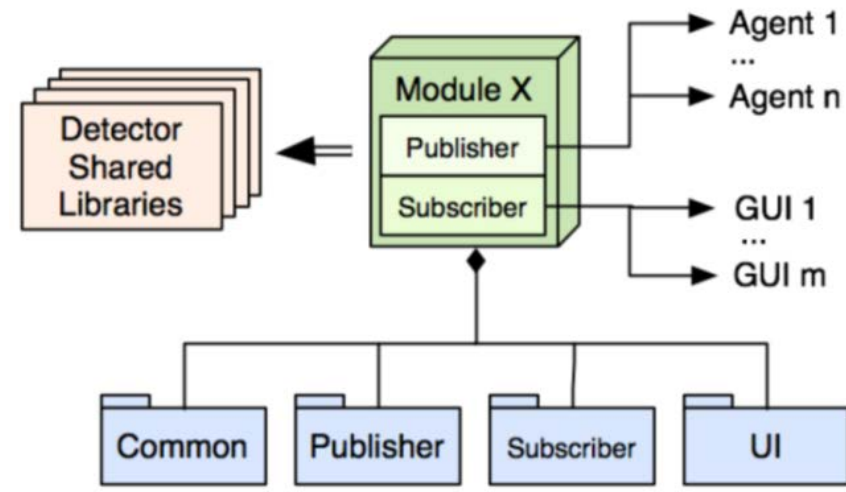 Agent 1
...
Agent n
Module X
Publisher
Subscriber
Detector
Shared
Libraries
GUI 1
...
GUI m
Common
Publisher
Subscriber
UI